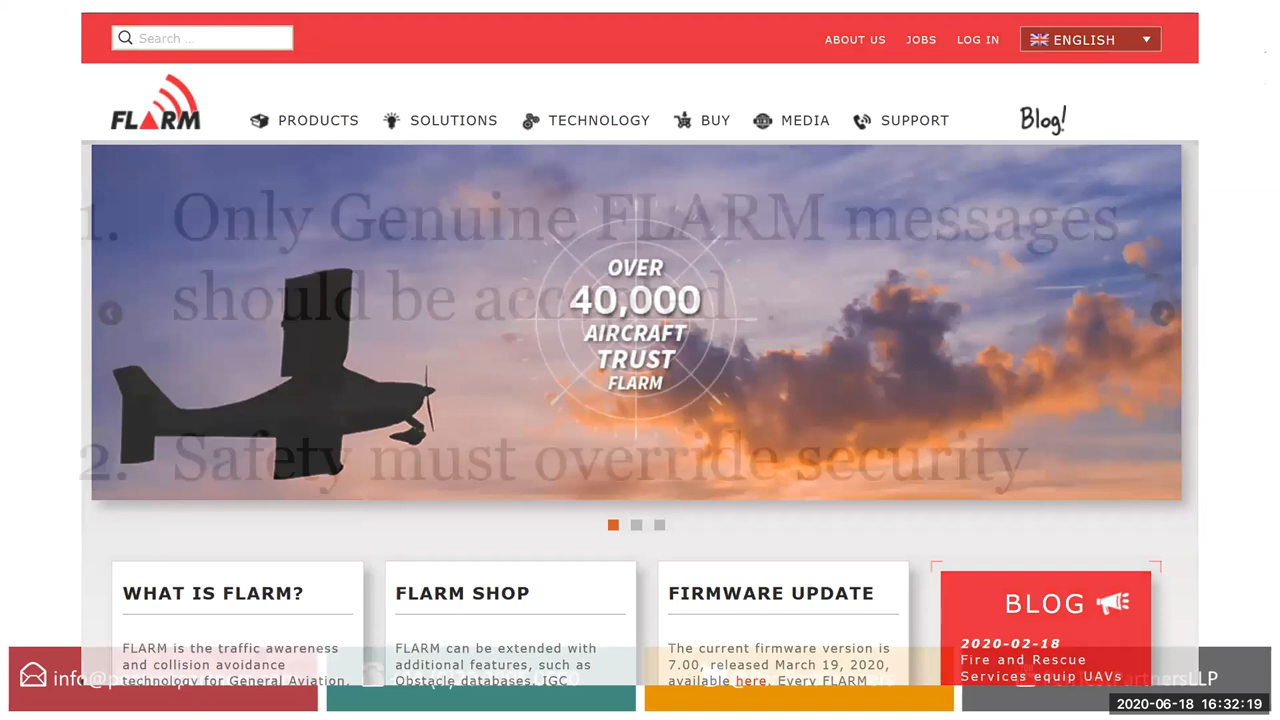 Search ...
ABOUT US JOBS LOG IN ENGLISH
FLARM
PRODUCTS SOLUTIONS TECHNOLOGY BUY MEDIA SUPPORT Blog!
1. Only Genuine FLARM messages
should be
OVER
40,000
AIRCRAFT
TRUST
FLARM
2. Safety must override security
WHAT IS FLARM?
FLARM is the traffic awareness
and collision avoidance
technology for General Aviation,
FLARM SHOP
FLARM can be extended with
additional features, such as
Obstacle databases, IGC
FIRMWARE UPDATE
The current firmware version is
7.00, released March 19, 2020,
available here. Every FLARM
BLOG
2020-02-18
Fire and Rescue
Services equip UAVs
2020-06-18 16:32:19